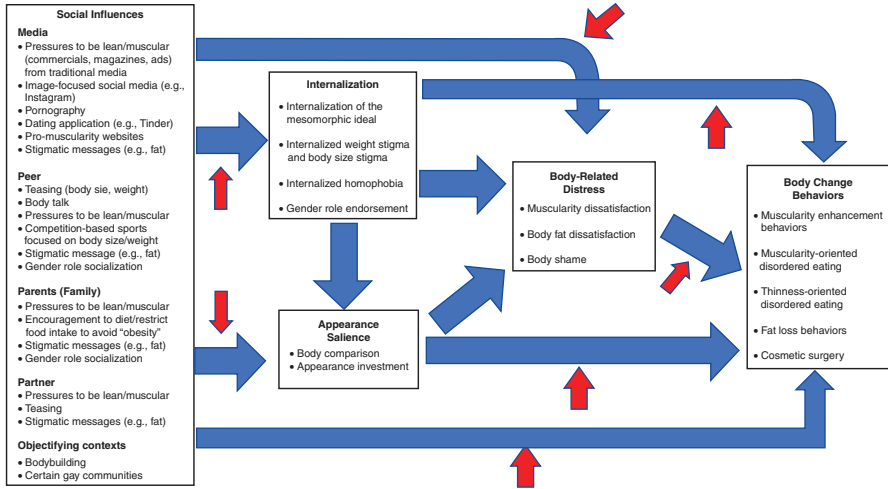 Social Influences
Media
• Pressures to be lean/muscular
(commercials, magazines, ads)
from traditional media
• Image-focused social media (e.g.,
Instagram)
• Pornography
• Dating application (e.g., Tinder)
• Pro-muscularity websites
• Stigmatic messages (e.g., fat)
Peer
• Teasing (body sie, weight)
• Body talk
• Pressures to be lean/muscular
• Competition-based sports
focused on body size/weight
• Stigmatic message (e.g., fat)
• Gender role socialization
Parents (Family)
• Pressures to be lean/muscular
• Encouragement to diet/restrict
food intake to avoid “obesity”
• Stigmatic messages (e.g., fat)
• Gender role socialization
Partner
• Pressures to be lean/muscular
• Teasing
• Stigmatic messages (e.g., fat)
Objectifying contexts
• Bodybuilding
• Certain gay communities
Internalization
• Internalization of the
mesomorphic ideal
• Internalized weight stigma
and body size stigma
• Internalized homophobia
• Gender role endorsement
Appearance
Salience
• Body comparison
• Appearance investment
Body-Related
Distress
• Muscularity dissatisfaction
• Body fat dissatisfaction
• Body shame
Body Change
Behaviors
• Muscularity enhancement
behaviors
• Muscularity-oriented
disordered eating
• Thinness-oriented
disordered eating
• Fat loss behaviors
• Cosmetic surgery